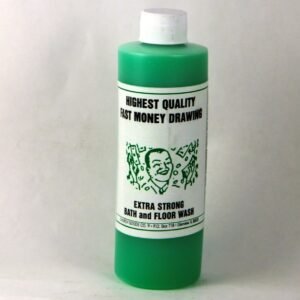 HIGHEST QUALITY
FAST MONEY DRAWING
EXTRA STRONG
BATH and FLOOR WASH